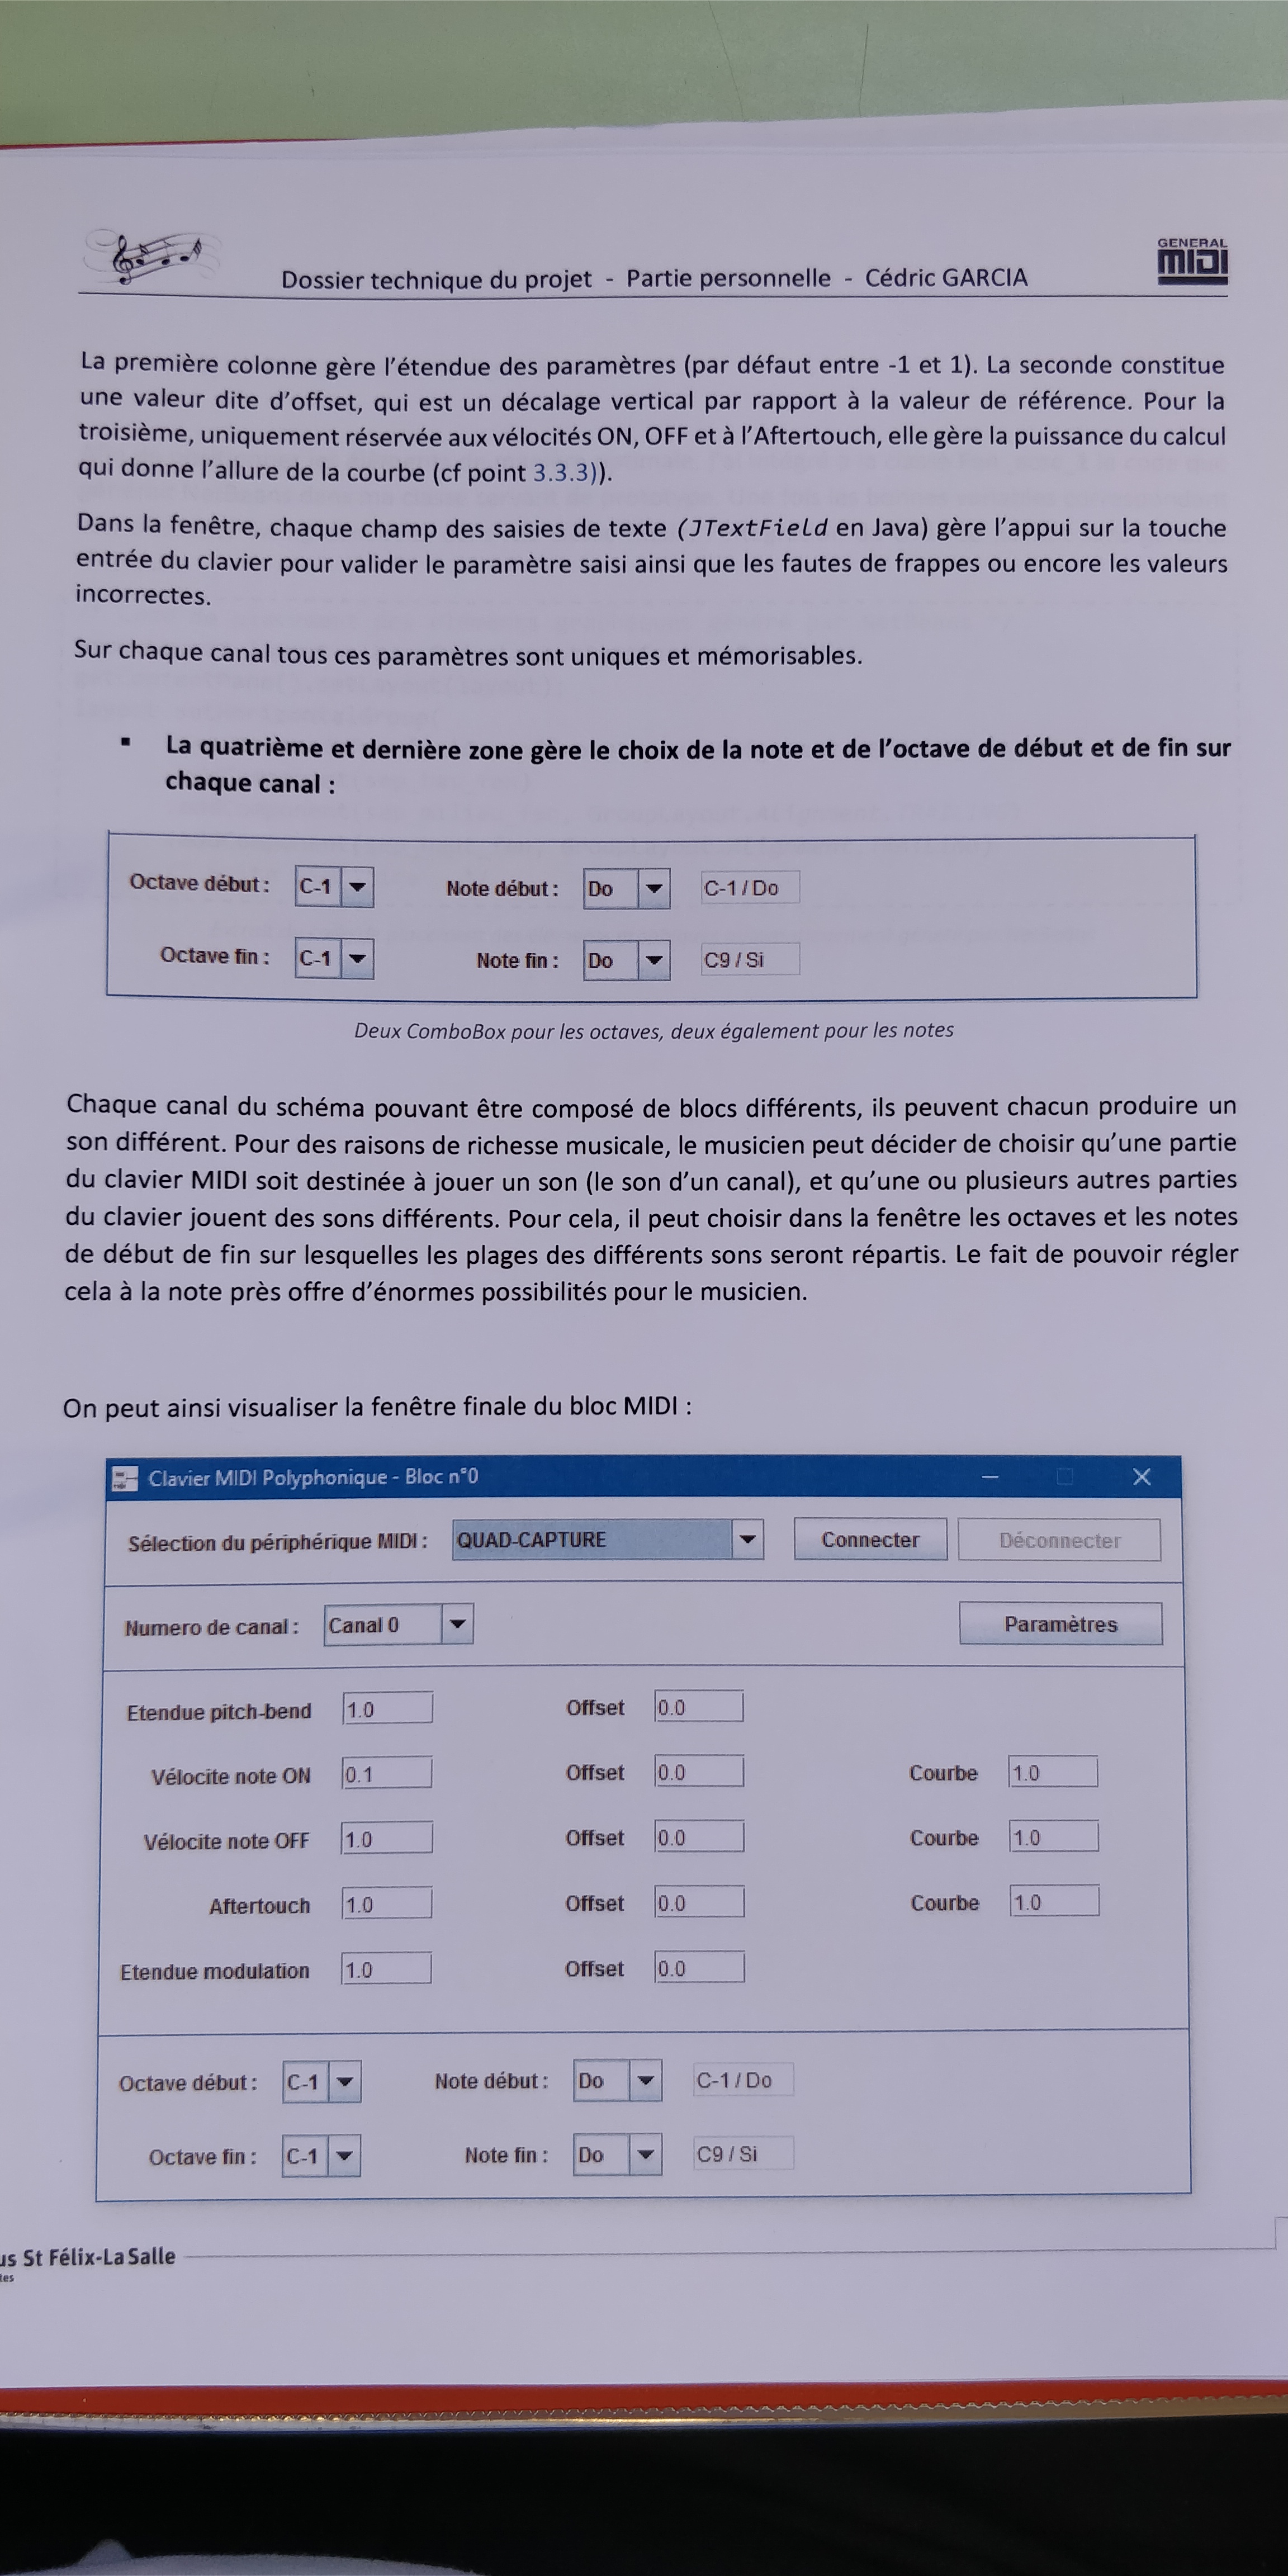 GENERAL
MIDI
Dossier technique du projet - Partie personnelle - Cédric GARCIA
La première colonne gère l'étendue des paramètres (par défaut entre -1 et 1). La seconde constitue
une valeur dite d'offset, qui est un décalage vertical par rapport à la valeur de référence. Pour la
troisième, uniquement réservée aux vélocités ON, OFF et à l'Aftertouch, elle gère la puissance du calcul
qui donne l'allure de la courbe (cf point 3.3.3)).
Dans la fenêtre, chaque champ des saisies de texte (JTextField en Java) gère l'appui sur la touche
entrée du clavier pour valider le paramètre saisi ainsi que les fautes de frappes ou encore les valeurs
incorrectes.
Sur chaque canal tous ces paramètres sont uniques et mémorisables.
▪ La quatrième et dernière zone gère le choix de la note et de l'octave de début et de fin sur
chaque canal :
Octave début : C-1 Note début : Do C-1 / Do
Octave fin : C-1 Note fin : Do C9 / Si
Deux ComboBox pour les octaves, deux également pour les notes
Chaque canal du schéma pouvant être composé de blocs différents, ils peuvent chacun produire un
son différent. Pour des raisons de richesse musicale, le musicien peut décider de choisir qu'une partie
du clavier MIDI soit destinée à jouer un son (le son d'un canal), et qu'une ou plusieurs autres parties
du clavier jouent des sons différents. Pour cela, il peut choisir dans la fenêtre les octaves et les notes
de début de fin sur lesquelles les plages des différents sons seront répartis. Le fait de pouvoir régler
cela à la note près offre d'énormes possibilités pour le musicien.
On peut ainsi visualiser la fenêtre finale du bloc MIDI :
Clavier MIDI Polyphonique - Bloc n°0
Sélection du périphérique MIDI : QUAD-CAPTURE Connecter Déconnecter
Numero de canal : Canal 0 Paramètres
Etendue pitch-bend 1.0 Offset 0.0
Vélocite note ON 0.1 Offset 0.0 Courbe 1.0
Vélocite note OFF 1.0 Offset 0.0 Courbe 1.0
Aftertouch 1.0 Offset 0.0 Courbe 1.0
Etendue modulation 1.0 Offset 0.0
Octave début : C-1 Note début : Do C-1 / Do
Octave fin : C-1 Note fin : Do C9 / Si
us St Félix-La Salle
tes